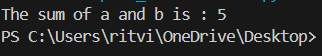 The sum of a and b is : 5
PS C:\Users\ritvi\OneDrive\Desktop>